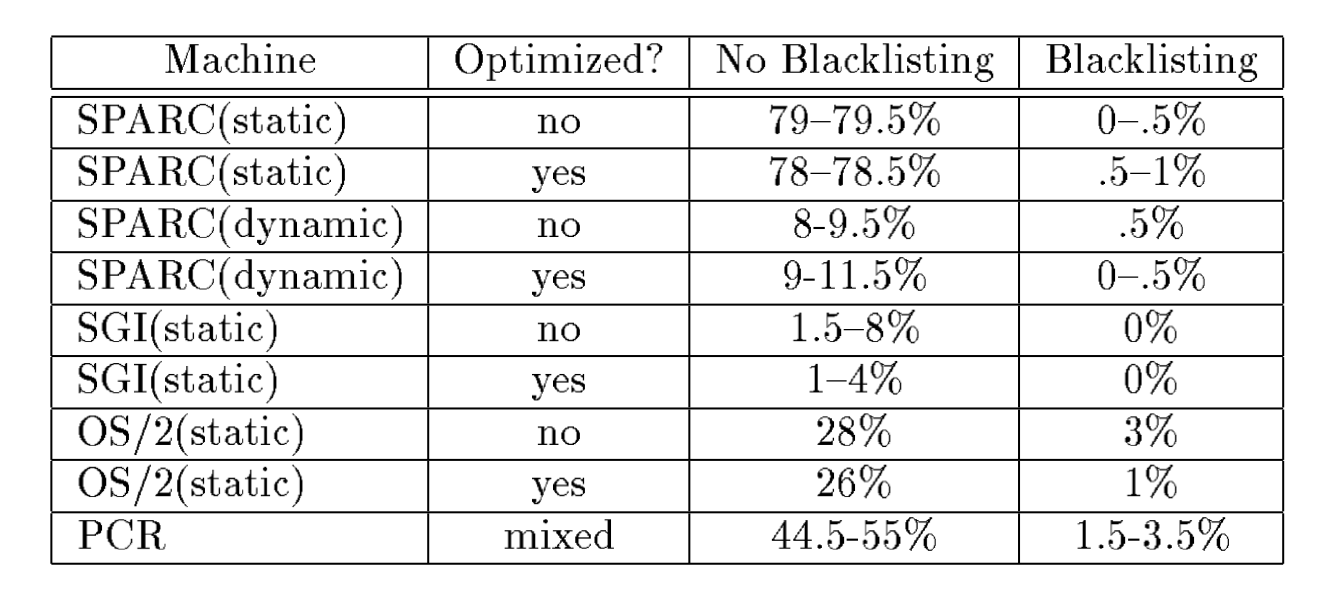 Machine Optimized? No Blacklisting Blacklisting
SPARC(static) no 79–79.5% 0–.5%
SPARC(static) yes 78–78.5% .5–1%
SPARC(dynamic) no 8-9.5% .5%
SPARC(dynamic) yes 9-11.5% 0–.5%
SGI(static) no 1.5–8% 0%
SGI(static) yes 1–4% 0%
OS/2(static) no 28% 3%
OS/2(static) yes 26% 1%
PCR mixed 44.5-55% 1.5-3.5%